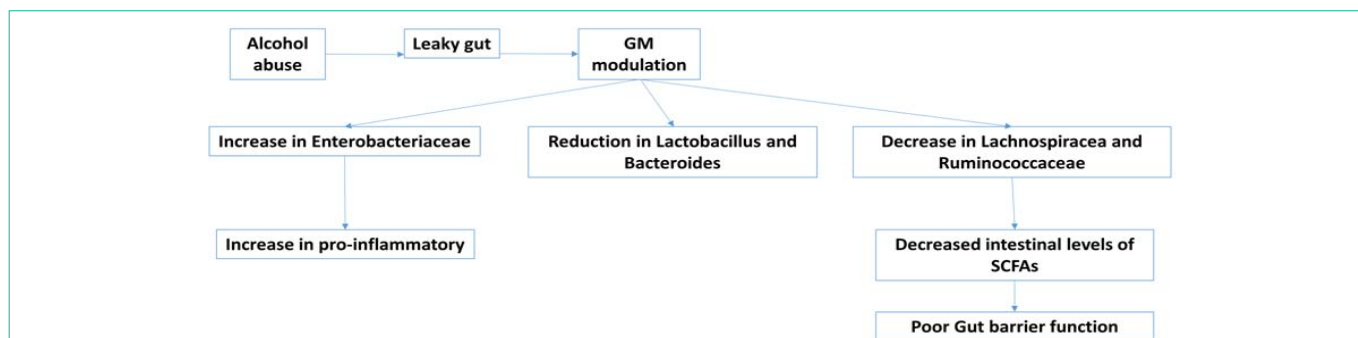 Alcohol
abuse
Leaky gut
GM
modulation
Increase in Enterobacteriaceae
Reduction in Lactobacillus and
Bacteroides
Decrease in Lachnospiracea and
Ruminococcaceae
Increase in pro-inflammatory
Decreased intestinal levels of
SCFAs
Poor Gut barrier function